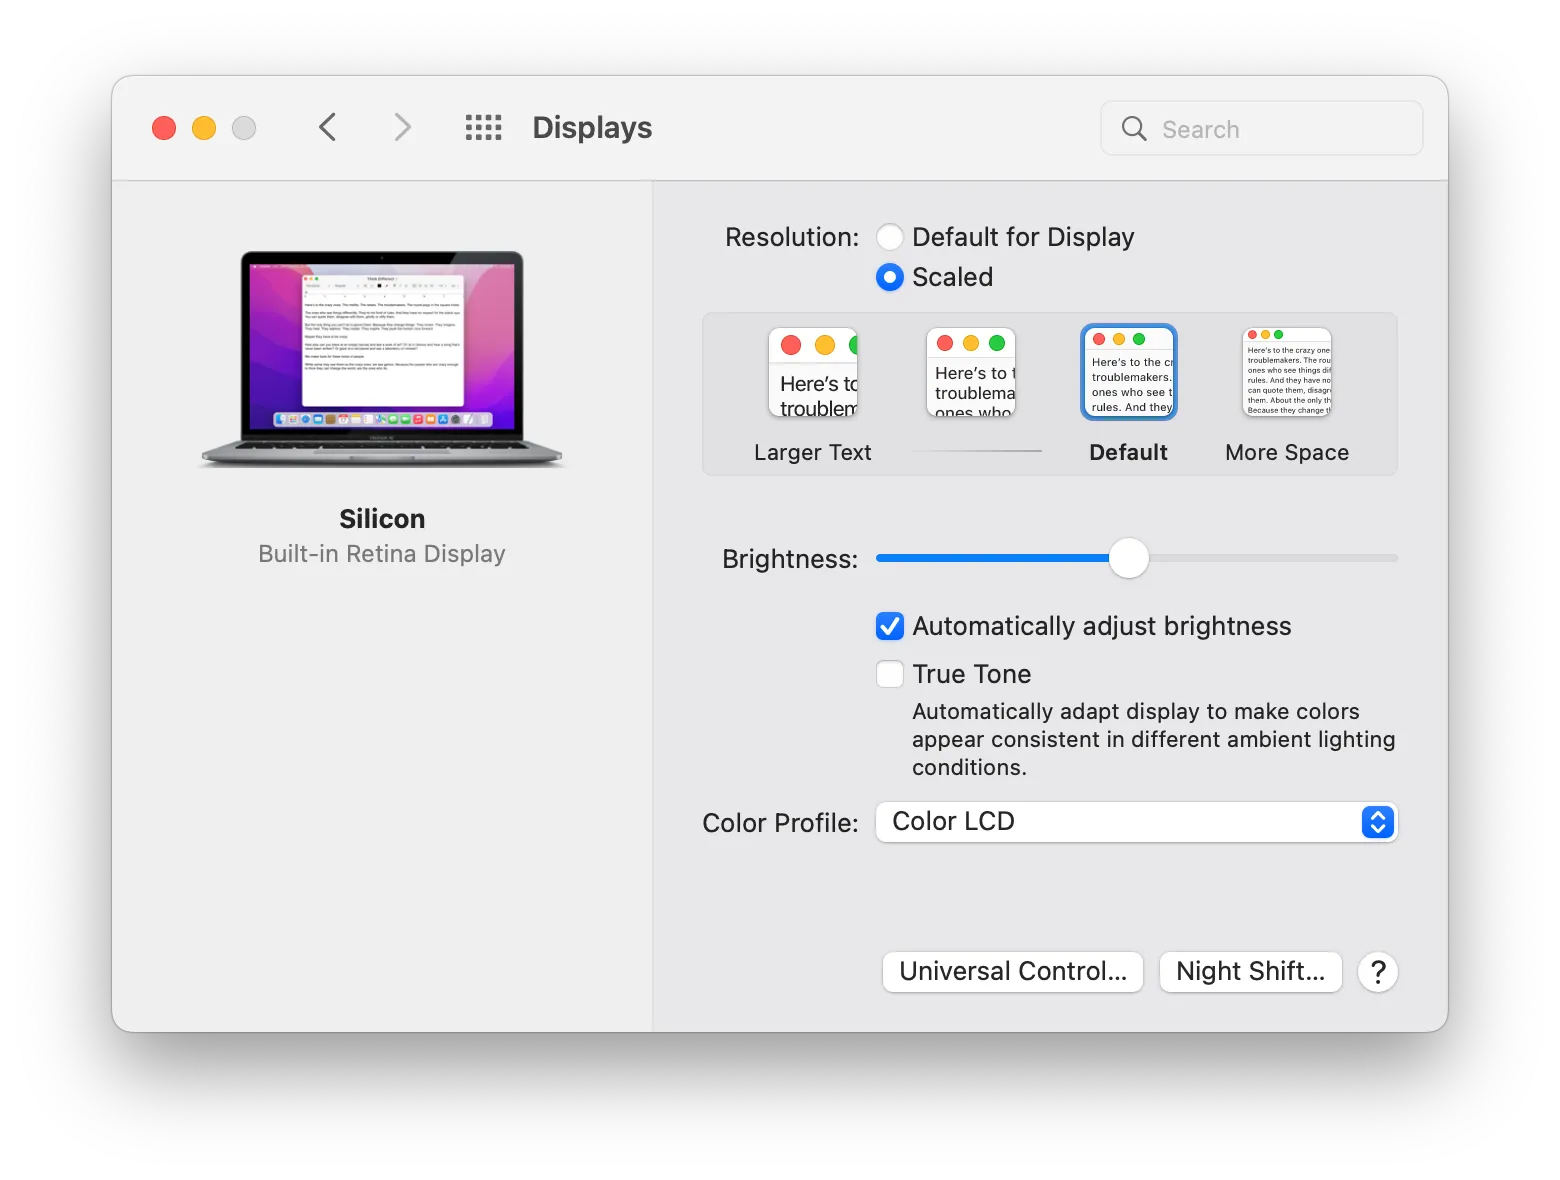 Displays
Search
Silicon
Built-in Retina Display
Resolution:
Default for Display
Scaled
Here's to
troublem
Here's to t
troublema
ones who
Here's to the cr
troublemakers.
ones who see t
rules. And they
Here's to the crazy one
troublemakers. The rou
ones who see things dif
rules. And they have no
can quote them, disagr
them. About the only th
Because they change th
Larger Text
Default
More Space
Brightness:
Automatically adjust brightness
True Tone
Automatically adapt display to make colors
appear consistent in different ambient lighting
conditions.
Color Profile:
Color LCD
Universal Control...
Night Shift...
?